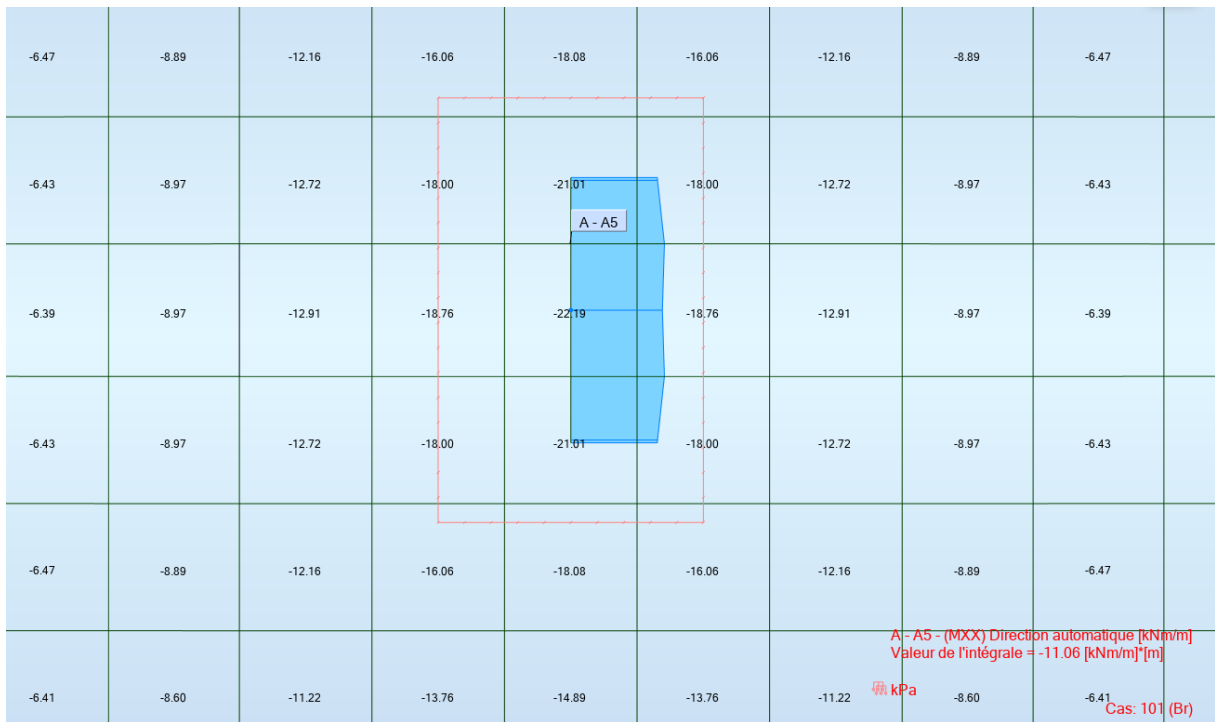 -6.47 -8.89 -12.16 -16.06 -18.08 -16.06 -12.16 -8.89 -6.47
-6.43 -8.97 -12.72 -18.00 -21.01 -18.00 -12.72 -8.97 -6.43
A - A5
-6.39 -8.97 -12.91 -18.76 -22.19 -18.76 -12.91 -8.97 -6.39
-6.43 -8.97 -12.72 -18.00 -21.01 -18.00 -12.72 -8.97 -6.43
-6.47 -8.89 -12.16 -16.06 -18.08 -16.06 -12.16 -8.89 -6.47
A - A5 - (MXX) Direction automatique [kNm/m]
Valeur de l'intégrale = -11.06 [kNm/m]*[m]
kPa
-6.41 -8.60 -11.22 -13.76 -14.89 -13.76 -11.22 -8.60 -6.41
Cas: 101 (Br)